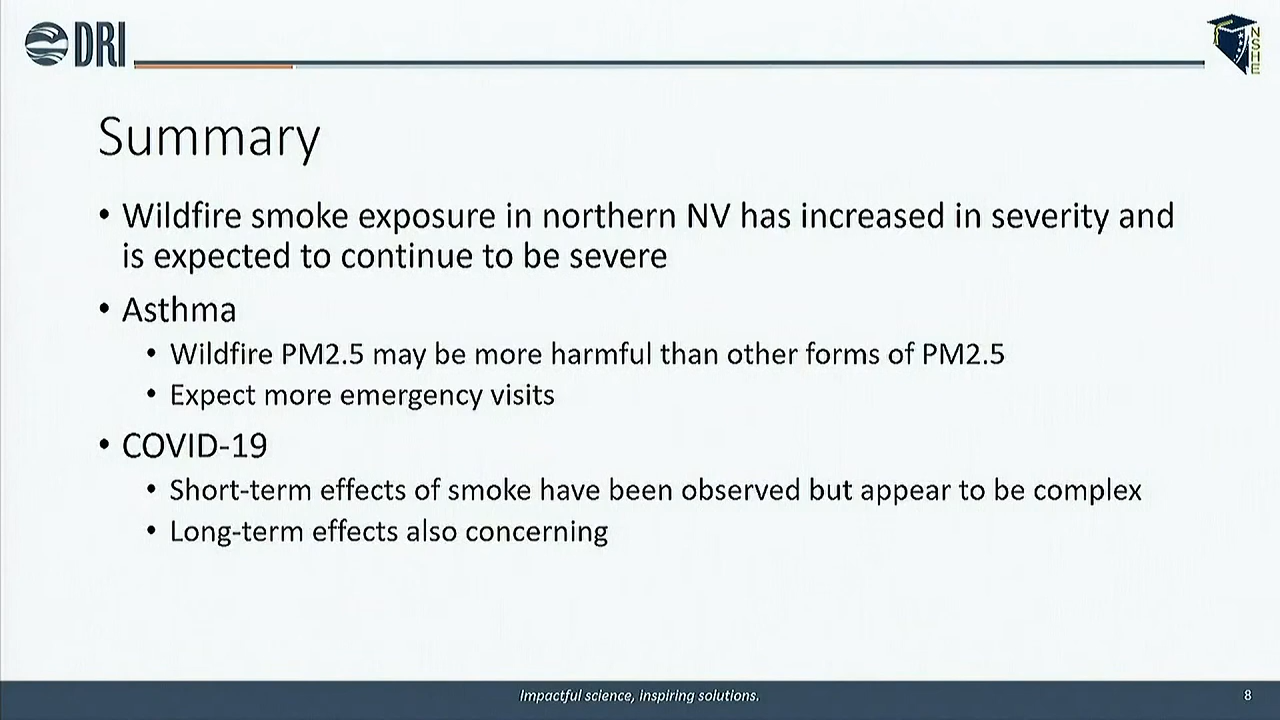 DRI
NSHE
Summary
• Wildfire smoke exposure in northern NV has increased in severity and
is expected to continue to be severe
• Asthma
• Wildfire PM2.5 may be more harmful than other forms of PM2.5
• Expect more emergency visits
• COVID-19
• Short-term effects of smoke have been observed but appear to be complex
• Long-term effects also concerning
Impactful science, inspiring solutions.
8